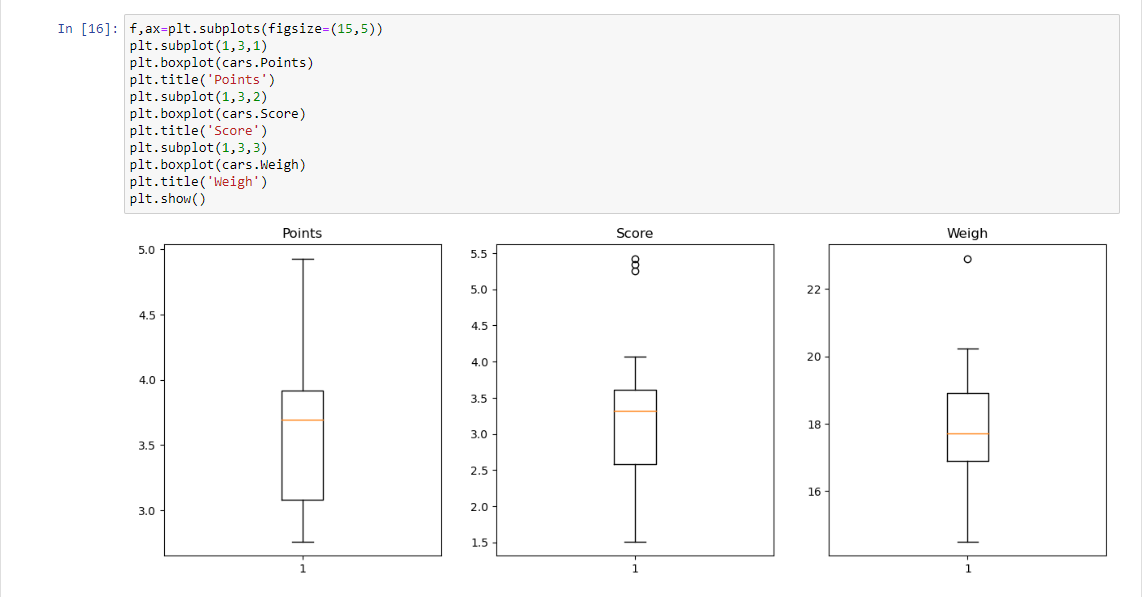 In [16]: f,ax=plt.subplots(figsize=(15,5))
plt.subplot(1,3,1)
plt.boxplot(cars.Points)
plt.title('Points')
plt.subplot(1,3,2)
plt.boxplot(cars.Score)
plt.title('Score')
plt.subplot(1,3,3)
plt.boxplot(cars.Weigh)
plt.title('Weigh')
plt.show()
Points
5.0
4.5
4.0
3.5
3.0
1
Score
5.5
5.0
4.5
4.0
3.5
3.0
2.5
2.0
1.5
1
Weigh
22
20
18
16
1